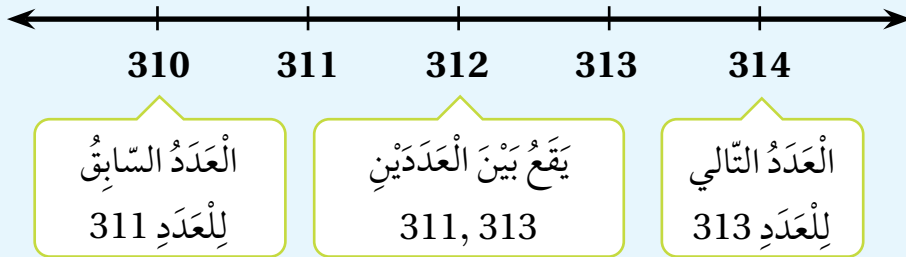 310 311 312 313 314
الْعَدَدُ السّابِقُ
لِلْعَدَدِ 311
يَقَعُ بَيْنَ الْعَدَدَيْنِ
311, 313
الْعَدَدُ التّالي
لِلْعَدَدِ 313